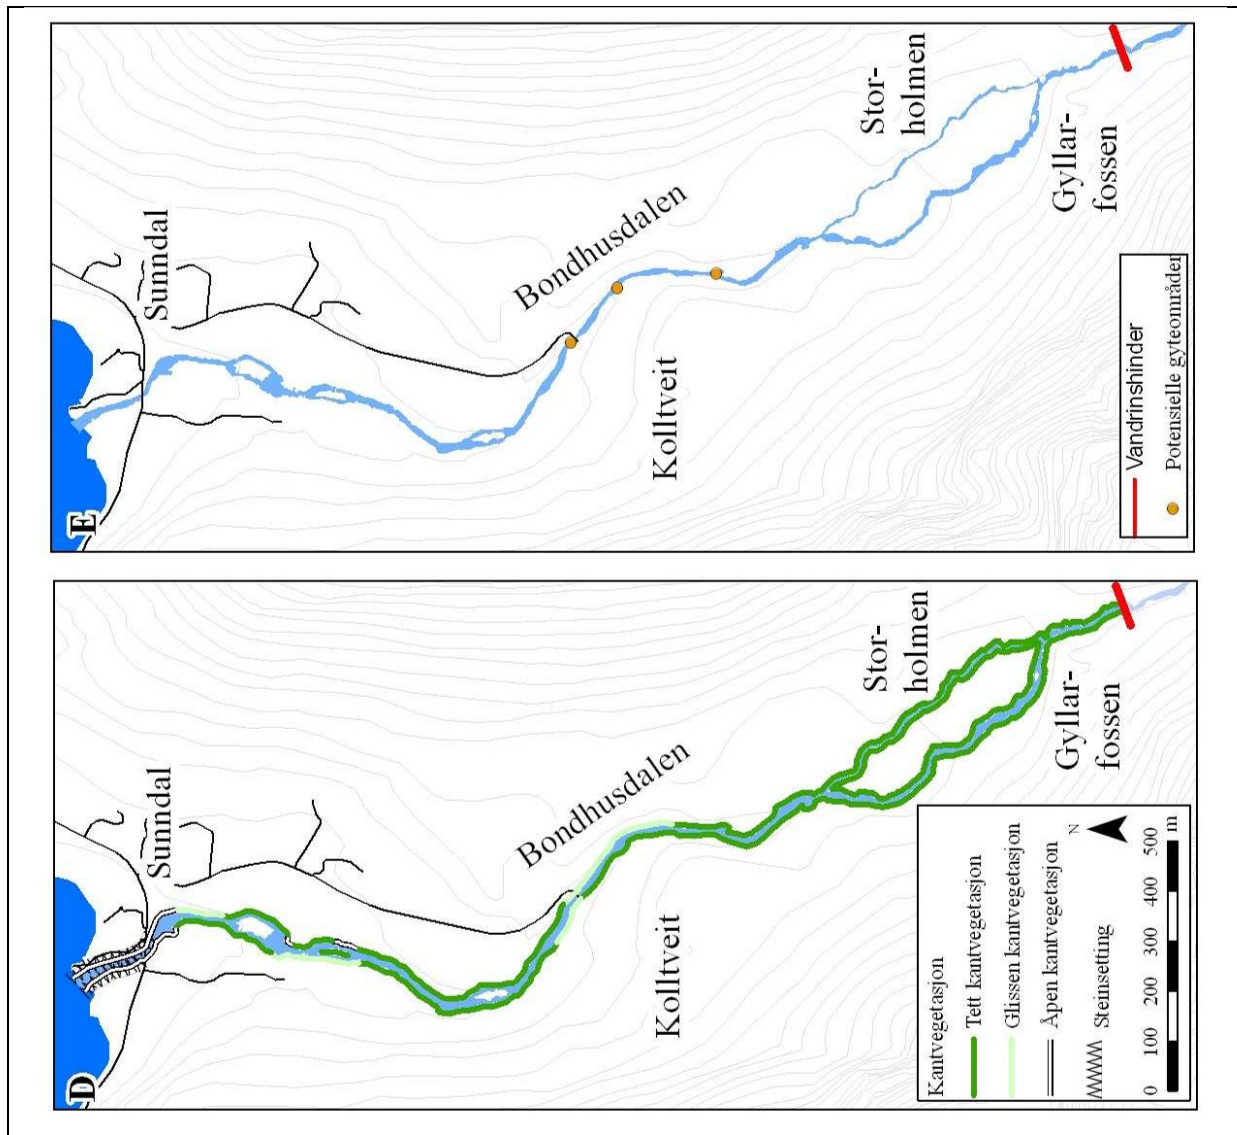 E
Sunndal
Bondhusdalen
Kolltveit
Stor-
holmen
Gyllar-
fossen
Vandrinshinder
Potensielle gyteområder
D
Sunndal
Bondhusdalen
Kolltveit
Stor-
holmen
Gyllar-
fossen
Kantvegetasjon
Tett kantvegetasjon
Glissen kantvegetasjon
Åpen kantvegetasjon
Steinsetting
N
0 100 200 300 400 500 m